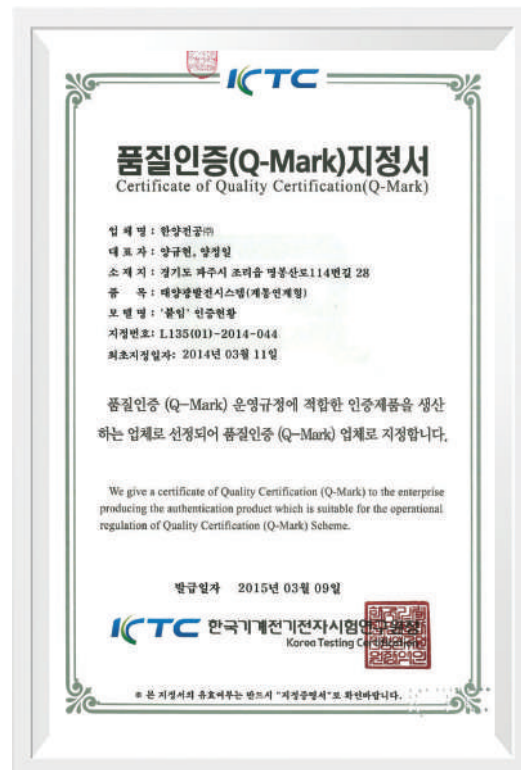 KTC
품질인증(Q-Mark)지정서
Certificate of Quality Certification(Q-Mark)
업 체 명 : 한양전공㈜
대 표 자 : 양규현, 양정일
소 재 지 : 경기도 파주시 조리읍 명봉산로114번길 28
품 목 : 태양광발전시스템(계통연계형)
모 델 명 : '붙임' 인증현황
지정번호: L135(01)-2014-044
최초지정일자: 2014년 03월 11일
품질인증 (Q-Mark) 운영규정에 적합한 인증제품을 생산
하는 업체로 선정되어 품질인증 (Q-Mark) 업체로 지정합니다.
We give a certificate of Quality Certification (Q-Mark) to the enterprise
producing the authentication product which is suitable for the operational
regulation of Quality Certification (Q-Mark) Scheme.
발급일자 2015년 03월 09일
KTC 한국기계전기전자시험연구원장
Korea Testing Certification
※ 본 지정서의 유효여부는 반드시 "지정증명서"로 확인바랍니다.